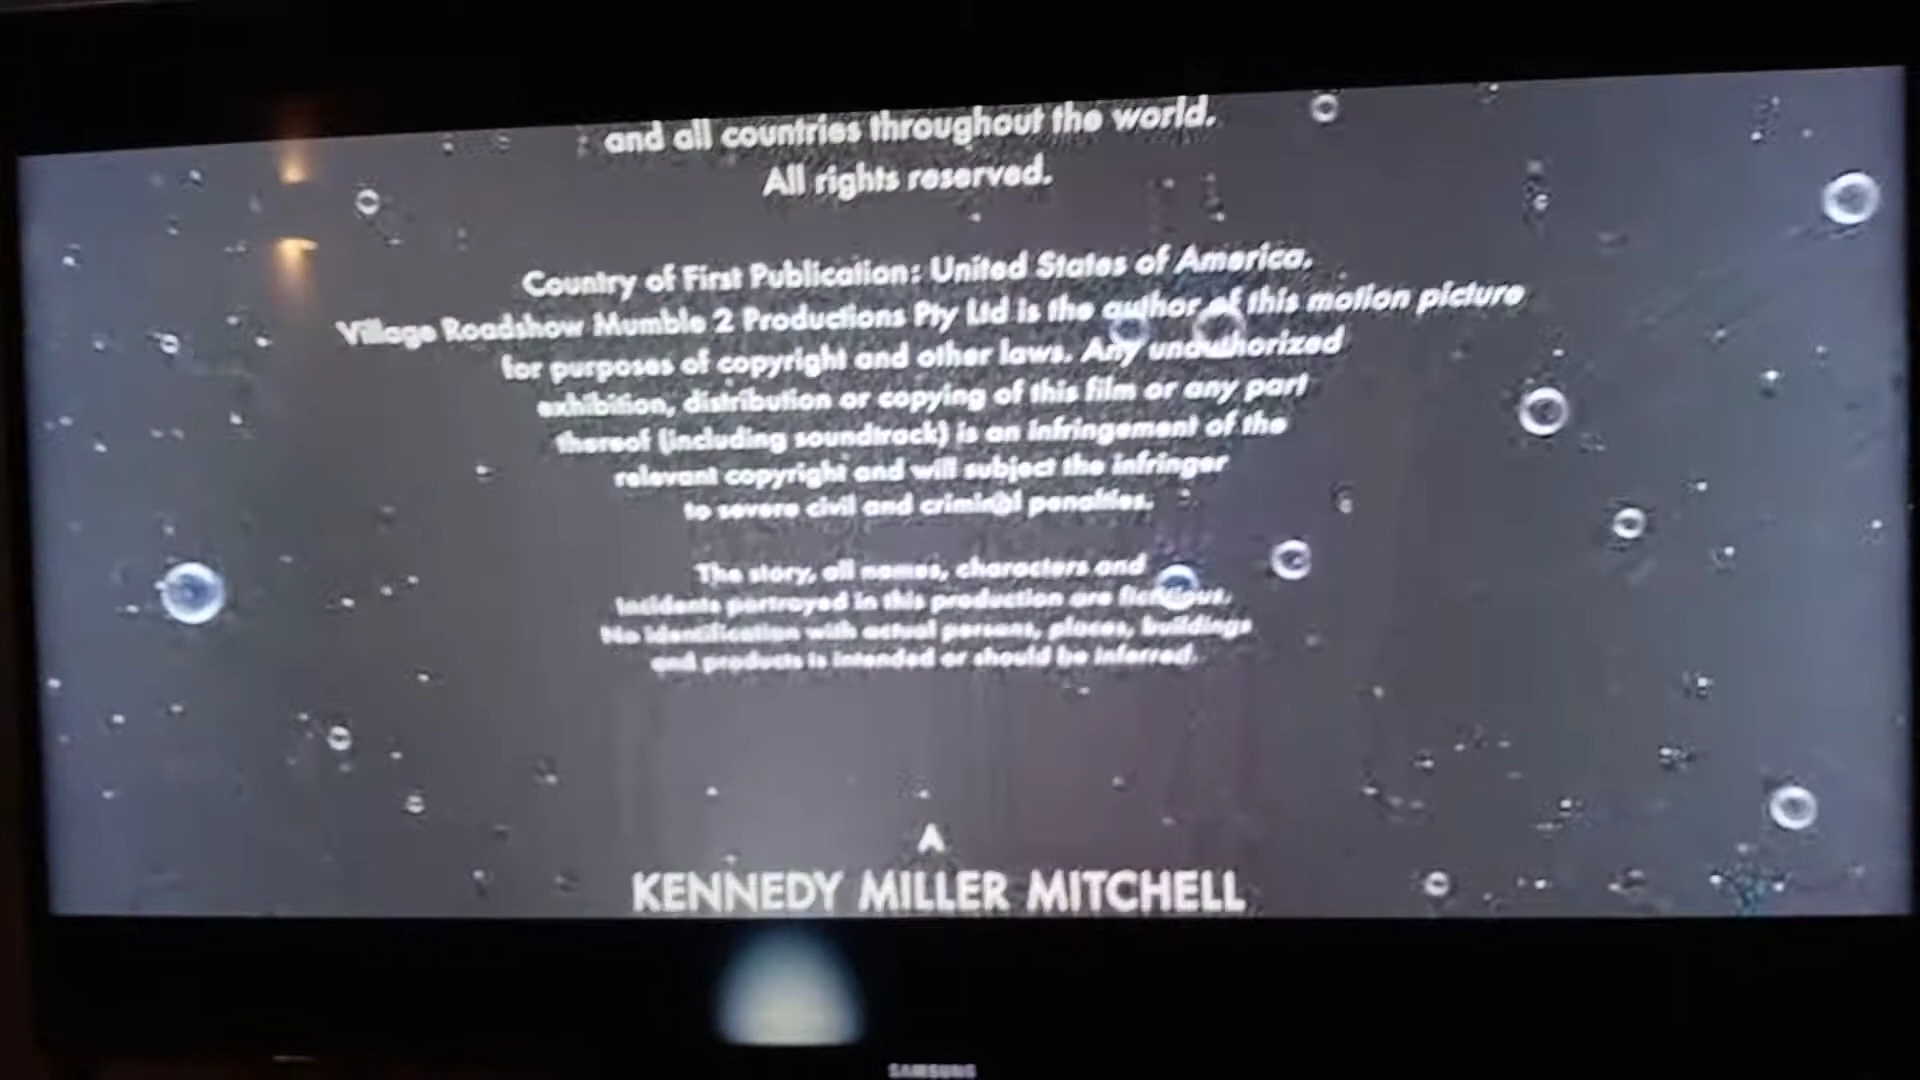 and all countries throughout the world.
All rights reserved.
Country of First Publication: United States of America.
Village Roadshow Mumble 2 Productions Pty Ltd is the author of this motion picture
for purposes of copyright and other laws. Any unauthorized
exhibition, distribution or copying of this film or any part
thereof (including soundtrack) is an infringement of the
relevant copyright and will subject the infringer
to severe civil and criminal penalties.
The story, all names, characters and
incidents portrayed in this production are fictitious.
No identification with actual persons, places, buildings
and products is intended or should be inferred.
A
KENNEDY MILLER MITCHELL
SAMSUNG